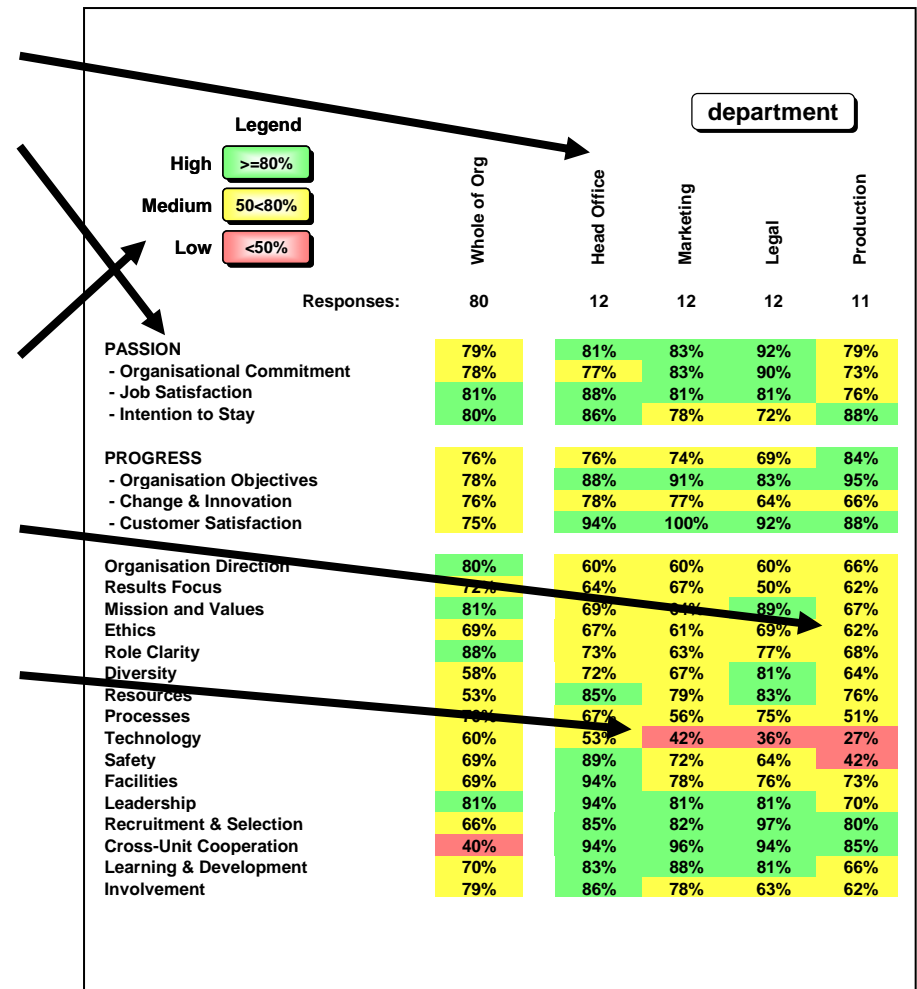 department
Legend
High >=80%
Medium 50<80%
Low <50%
Whole of Org Head Office Marketing Legal Production
Responses: 80 12 12 12 11
PASSION 79% 81% 83% 92% 79%
- Organisational Commitment 78% 77% 83% 90% 73%
- Job Satisfaction 81% 88% 81% 81% 76%
- Intention to Stay 80% 86% 78% 72% 88%
PROGRESS 76% 76% 74% 69% 84%
- Organisation Objectives 78% 88% 91% 83% 95%
- Change & Innovation 76% 78% 77% 64% 66%
- Customer Satisfaction 75% 94% 100% 92% 88%
Organisation Direction 80% 60% 60% 60% 66%
Results Focus 72% 64% 67% 50% 62%
Mission and Values 81% 69% 89% 67%
Ethics 69% 67% 61% 69% 62%
Role Clarity 88% 73% 63% 77% 68%
Diversity 58% 72% 67% 81% 64%
Resources 53% 85% 79% 83% 76%
Processes 67% 56% 75% 51%
Technology 60% 53% 42% 36% 27%
Safety 69% 89% 72% 64% 42%
Facilities 69% 94% 78% 76% 73%
Leadership 81% 94% 81% 81% 70%
Recruitment & Selection 66% 85% 82% 97% 80%
Cross-Unit Cooperation 40% 94% 96% 94% 85%
Learning & Development 70% 83% 88% 81% 66%
Involvement 79% 86% 78% 63% 62%